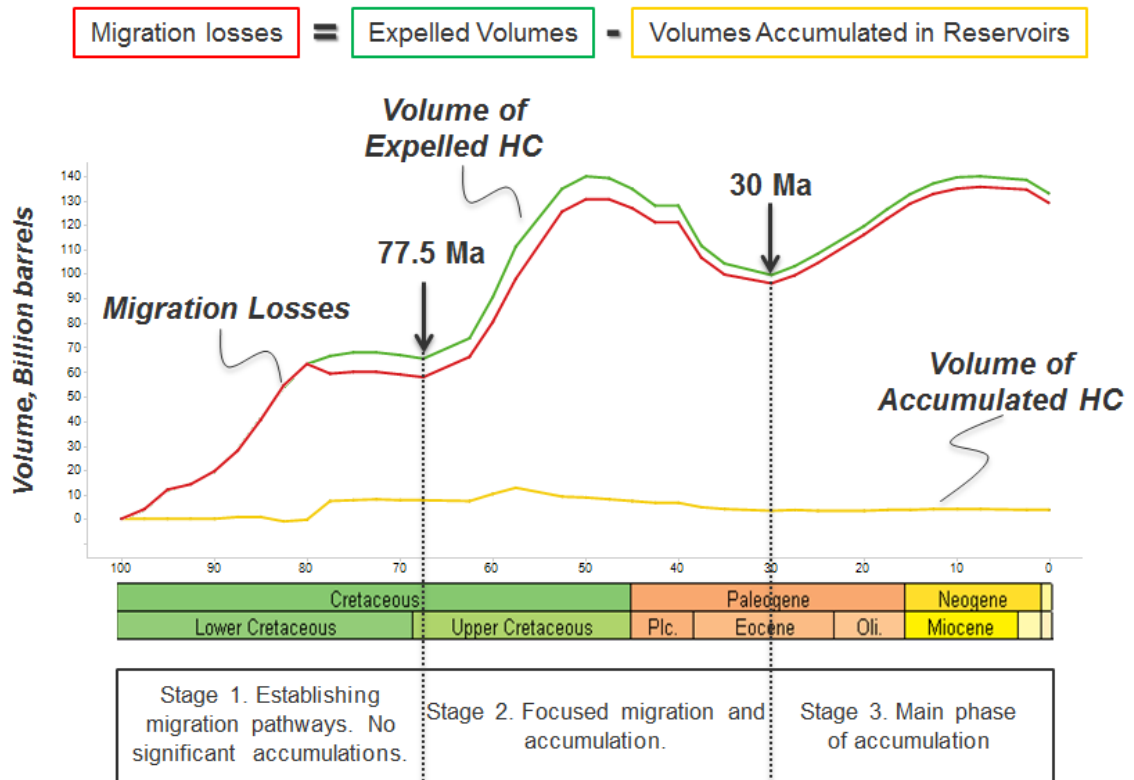 Migration losses = Expelled Volumes - Volumes Accumulated in Reservoirs
Volume of
Expelled HC
30 Ma
77.5 Ma
Migration Losses
Volume of
Accumulated HC
Volume, Billion barrels
140
130
120
110
100
90
80
70
60
50
40
30
20
10
0
100 90 80 70 60 50 40 30 20 10 0
Cretaceous Paleogene Neogene
Lower Cretaceous Upper Cretaceous Plc. Eocene Oli. Miocene
Stage 1. Establishing
migration pathways. No
significant accumulations.
Stage 2. Focused migration and
accumulation.
Stage 3. Main phase
of accumulation